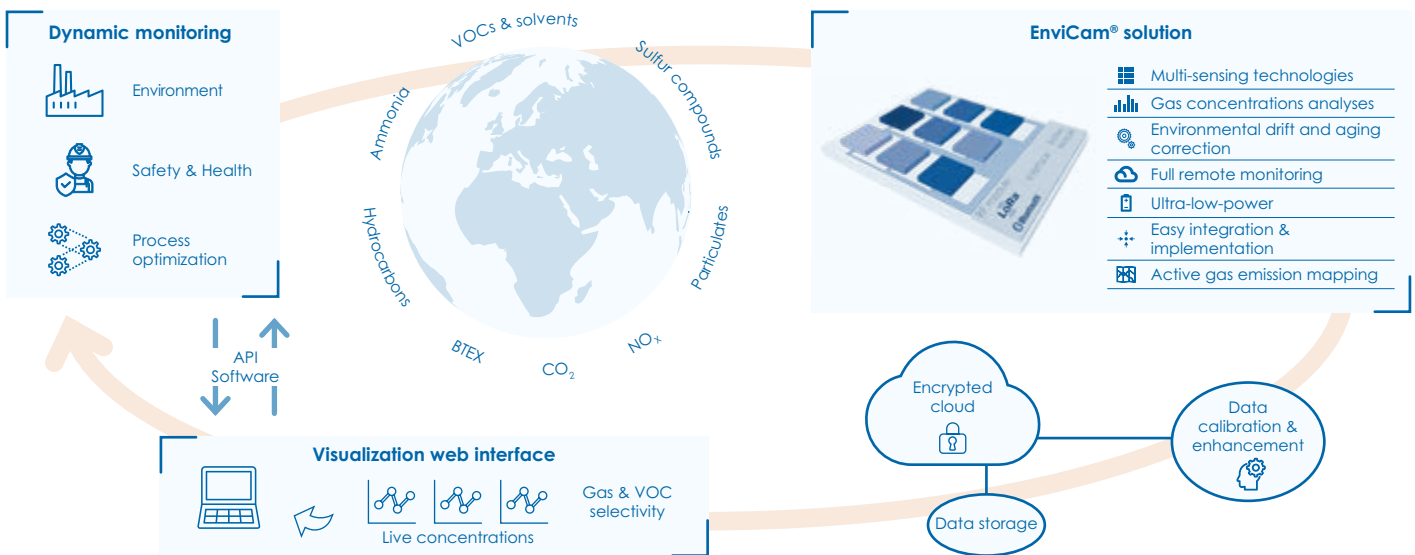 Dynamic monitoring
Environment
Safety & Health
Process
optimization
VOCs & solvents
Sulfur compounds
Ammonia
Hydrocarbons
Particulates
BTEX
CO₂
NOₓ
EnviCam® solution
LoRa
Bluetooth
Multi-sensing technologies
Gas concentrations analyses
Environmental drift and aging
correction
Full remote monitoring
Ultra-low-power
Easy integration &
implementation
Active gas emission mapping
API
Software
Encrypted
cloud
Data
calibration &
enhancement
Data storage
Visualization web interface
Gas & VOC
selectivity
Live concentrations